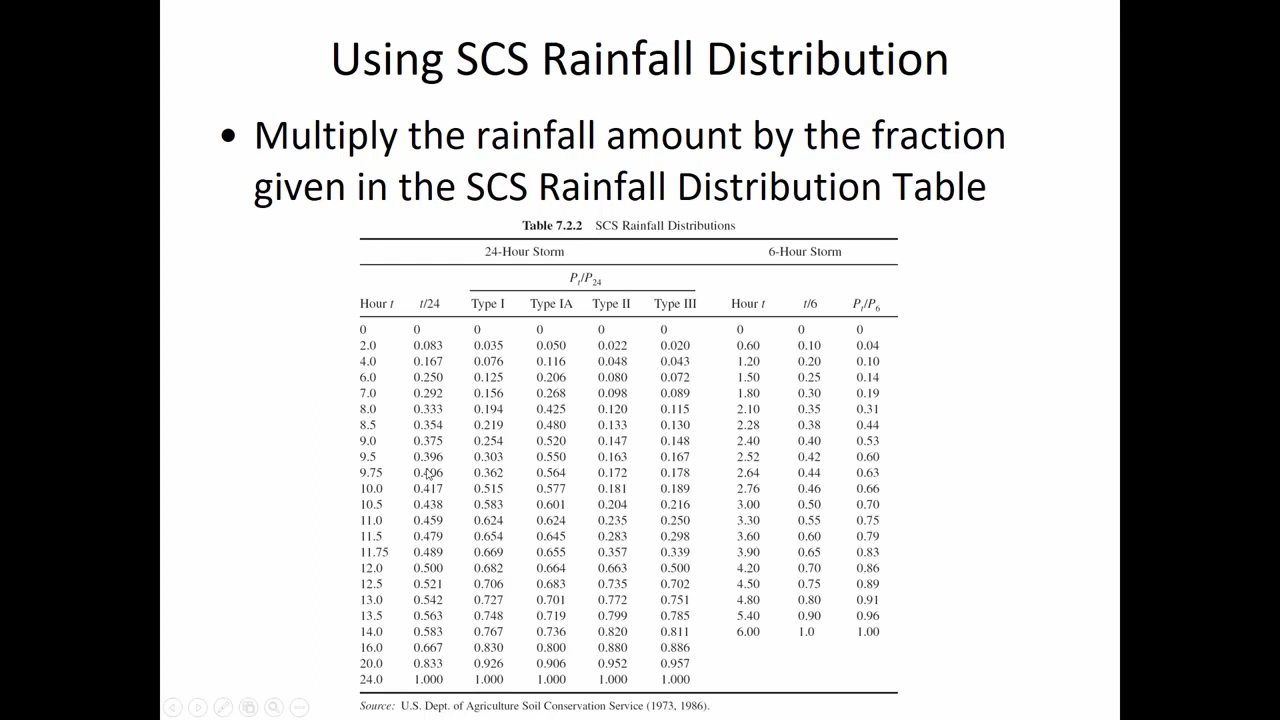 Using SCS Rainfall Distribution
• Multiply the rainfall amount by the fraction
given in the SCS Rainfall Distribution Table
Table 7.2.2 SCS Rainfall Distributions
24-Hour Storm 6-Hour Storm
Pt/P24
Hour t t/24 Type I Type IA Type II Type III Hour t t/6 Pt/P6
0 0 0 0 0 0 0 0 0
2.0 0.083 0.035 0.050 0.022 0.020 0.60 0.10 0.04
4.0 0.167 0.076 0.116 0.048 0.043 1.20 0.20 0.10
6.0 0.250 0.125 0.206 0.080 0.072 1.50 0.25 0.14
7.0 0.292 0.156 0.268 0.098 0.089 1.80 0.30 0.19
8.0 0.333 0.194 0.425 0.120 0.115 2.10 0.35 0.31
8.5 0.354 0.219 0.480 0.133 0.130 2.28 0.38 0.44
9.0 0.375 0.254 0.520 0.147 0.148 2.40 0.40 0.53
9.5 0.396 0.303 0.550 0.163 0.167 2.52 0.42 0.60
9.75 0.406 0.362 0.564 0.172 0.178 2.64 0.44 0.63
10.0 0.417 0.515 0.577 0.181 0.189 2.76 0.46 0.66
10.5 0.438 0.583 0.601 0.204 0.216 3.00 0.50 0.70
11.0 0.459 0.624 0.624 0.235 0.250 3.30 0.55 0.75
11.5 0.479 0.654 0.645 0.283 0.298 3.60 0.60 0.79
11.75 0.489 0.669 0.655 0.357 0.339 3.90 0.65 0.83
12.0 0.500 0.682 0.664 0.663 0.500 4.20 0.70 0.86
12.5 0.521 0.706 0.683 0.735 0.702 4.50 0.75 0.89
13.0 0.542 0.727 0.701 0.772 0.751 4.80 0.80 0.91
13.5 0.563 0.748 0.719 0.799 0.785 5.40 0.90 0.96
14.0 0.583 0.767 0.736 0.820 0.811 6.00 1.0 1.00
16.0 0.667 0.830 0.800 0.880 0.886
20.0 0.833 0.926 0.906 0.952 0.957
24.0 1.000 1.000 1.000 1.000 1.000
Source: U.S. Dept. of Agriculture Soil Conservation Service (1973, 1986).